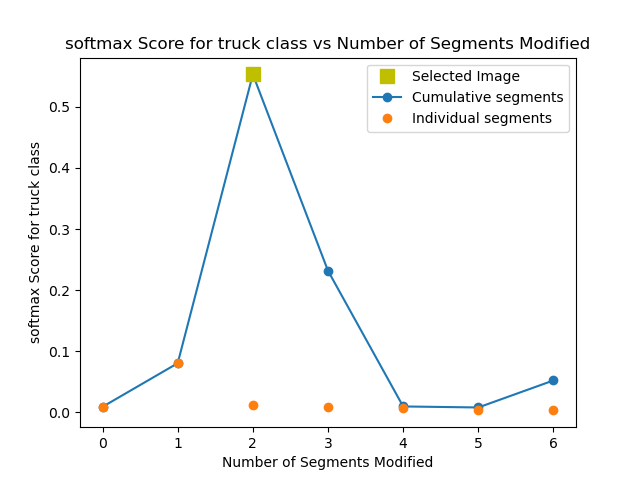 softmax Score for truck class vs Number of Segments Modified
Selected Image
Cumulative segments
Individual segments
softmax Score for truck class
0.5
0.4
0.3
0.2
0.1
0.0
0 1 2 3 4 5 6
Number of Segments Modified